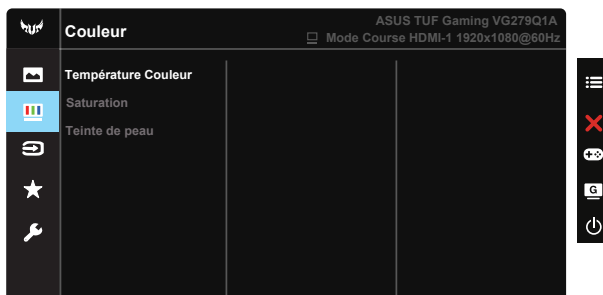 Couleur
ASUS TUF Gaming VG279Q1A
Mode Course HDMI-1 1920x1080@60Hz
Température Couleur
Saturation
Teinte de peau
G